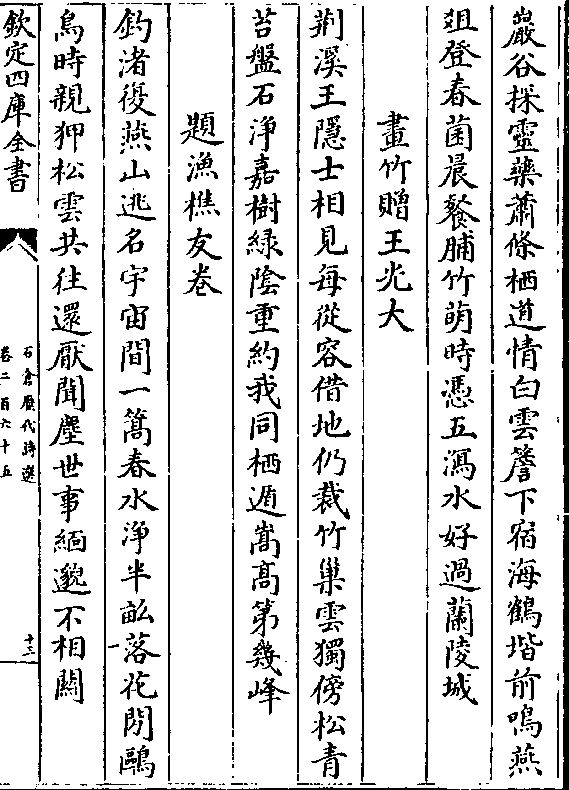 巖谷採靈藥蕭條栖道情白雲簷下宿海鶴堦前鳴燕
爼登春菌晨餐脯竹萌時憑五瀉水好過蘭陵城
畫竹贈王光大
荆溪王隱士相見每從容借地仍栽竹巢雲獨傍松青
苔盤石淨嘉樹緑陰重約我同栖遁嵩髙第幾峰
題漁樵友卷
釣渚復燕山逃名宇宙間一篙春水淨半畝落花閒鷗
鳥時親狎松雲共往還厭聞塵世事緬邈不相闗
欽定四庫全書
石倉歷代詩選
卷二百六十五
十三